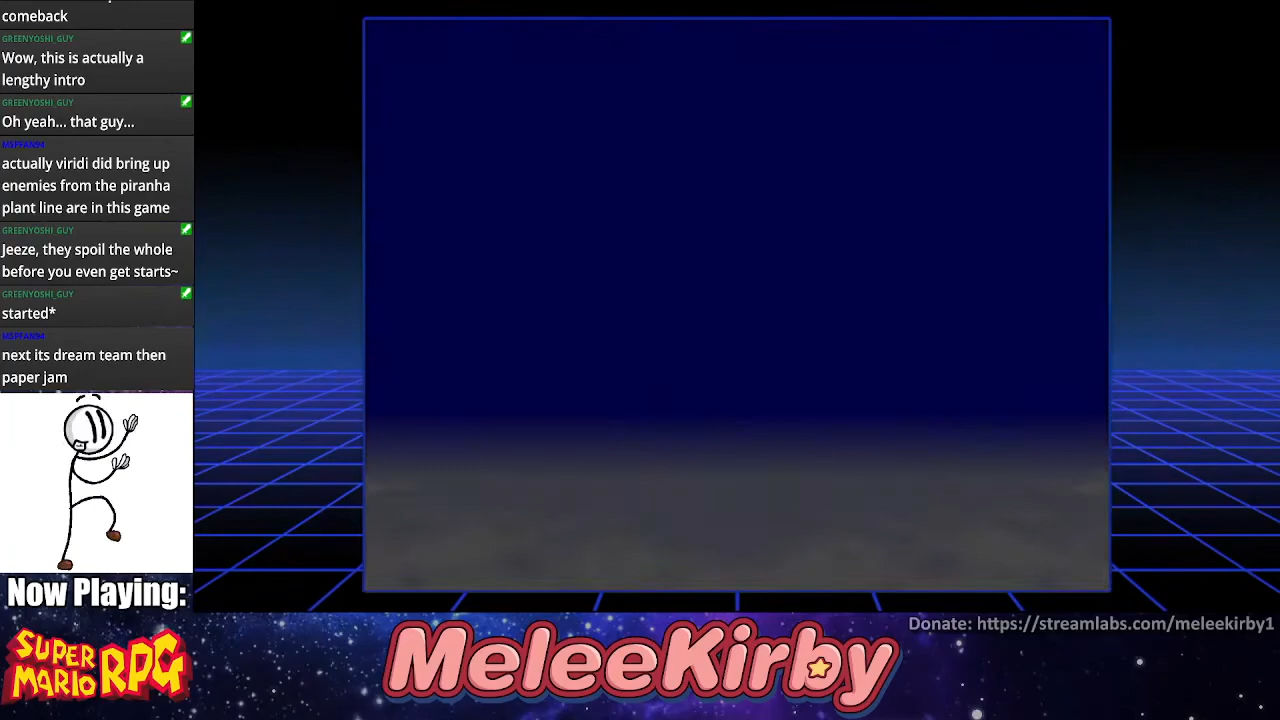 comeback
GREENYOSHI_GUY
Wow, this is actually a
lengthy intro
GREENYOSHI_GUY
Oh yeah... that guy...
MSPFAN94
actually viridi did bring up
enemies from the piranha
plant line are in this game
GREENYOSHI_GUY
Jeeze, they spoil the whole
before you even get starts~
GREENYOSHI_GUY
started*
MSPFAN94
next its dream team then
paper jam
Now Playing:
SUPER
MARIO RPG
MeleeKirby
Donate: https://streamlabs.com/meleekirby1